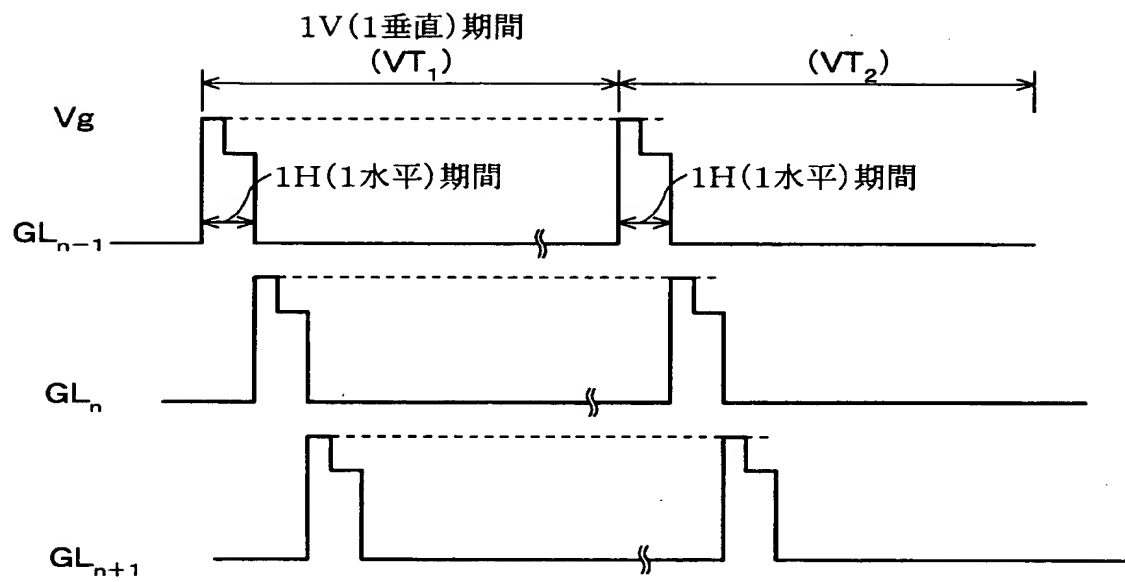 1V(1垂直)期間
(VT₁)
(VT₂)
Vg
1H(1水平)期間
1H(1水平)期間
GLₙ₋₁
GLₙ
GLₙ₊₁